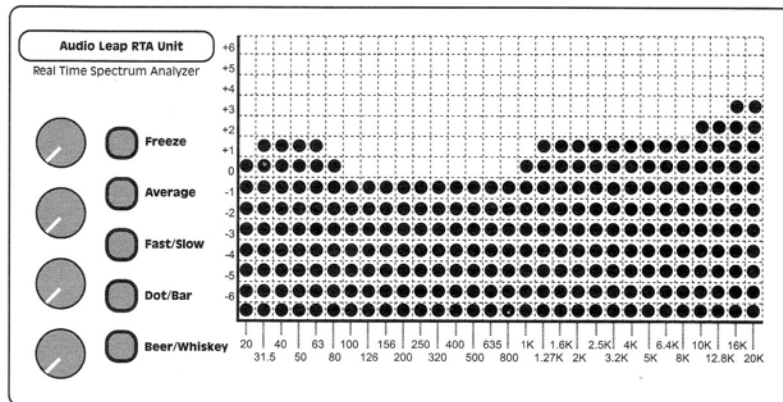 Audio Leap RTA Unit
Real Time Spectrum Analyzer
Freeze
Average
Fast/Slow
Dot/Bar
Beer/Whiskey
+6
+5
+4
+3
+2
+1
0
-1
-2
-3
-4
-5
-6
20 40 63 100 156 250 400 635 1K 1.6K 2.5K 4K 6.4K 10K 16K
31.5 50 80 126 200 320 500 800 1.27K 2K 3.2K 5K 8K 12.8K 20K